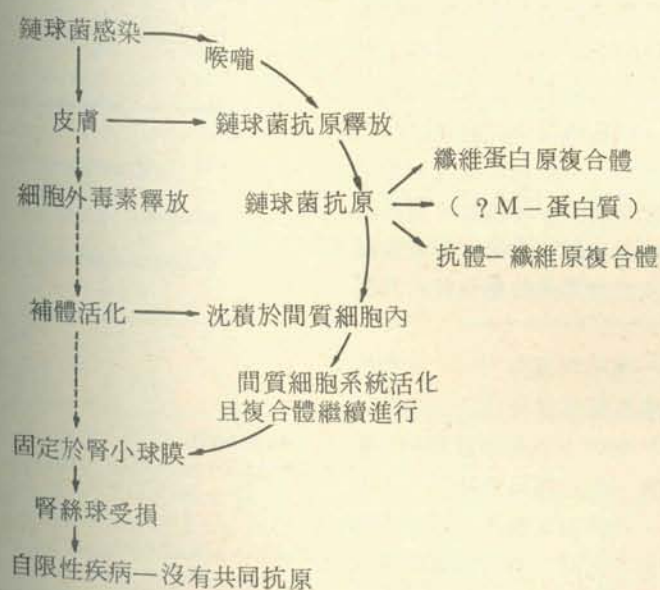 鏈球菌感染
喉嚨
皮膚
鏈球菌抗原釋放
纖維蛋白原複合體
細胞外毒素釋放
鏈球菌抗原
( ?M-蛋白質 )
抗體-纖維原複合體
補體活化
沈積於間質細胞內
間質細胞系統活化
且複合體繼續進行
固定於腎小球膜
腎絲球受損
自限性疾病—沒有共同抗原